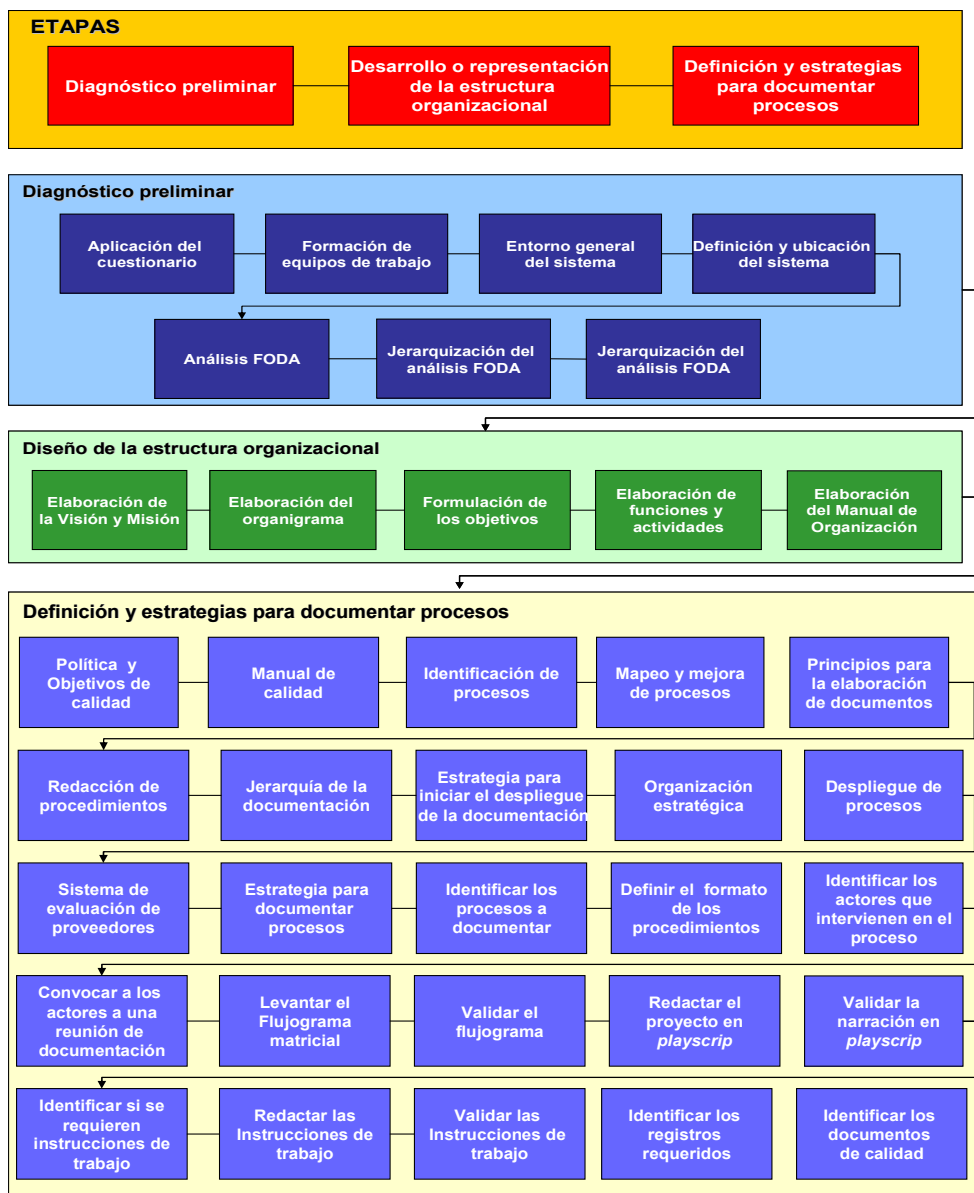 ETAPAS
Diagnóstico preliminar
Desarrollo o representación
de la estructura
organizacional
Definición y estrategias
para documentar
procesos
Diagnóstico preliminar
Aplicación del
cuestionario
Formación de
equipos de trabajo
Entorno general
del sistema
Definición y ubicación
del sistema
Análisis FODA
Jerarquización del
análisis FODA
Jerarquización del
análisis FODA
Diseño de la estructura organizacional
Elaboración de
la Visión y Misión
Elaboración del
organigrama
Formulación de
los objetivos
Elaboración de
funciones y
actividades
Elaboración
del Manual de
Organización
Definición y estrategias para documentar procesos
Política y
Objetivos de
calidad
Manual de
calidad
Identificación de
procesos
Mapeo y mejora
de procesos
Principios para
la elaboración
de documentos
Redacción de
procedimientos
Jerarquía de la
documentación
Estrategia para
iniciar el despliegue
de la documentación
Organización
estratégica
Despliegue de
procesos
Sistema de
evaluación de
proveedores
Estrategia para
documentar
procesos
Identificar los
procesos a
documentar
Definir el formato
de los
procedimientos
Identificar los
actores que
intervienen en el
proceso
Convocar a los
actores a una
reunión de
documentación
Levantar el
Flujograma
matricial
Validar el
flujograma
Redactar el
proyecto en
playscrip
Validar la
narración en
playscrip
Identificar si se
requieren
instrucciones de
trabajo
Redactar las
Instrucciones de
trabajo
Validar las
Instrucciones de
trabajo
Identificar los
registros
requeridos
Identificar los
documentos
de calidad